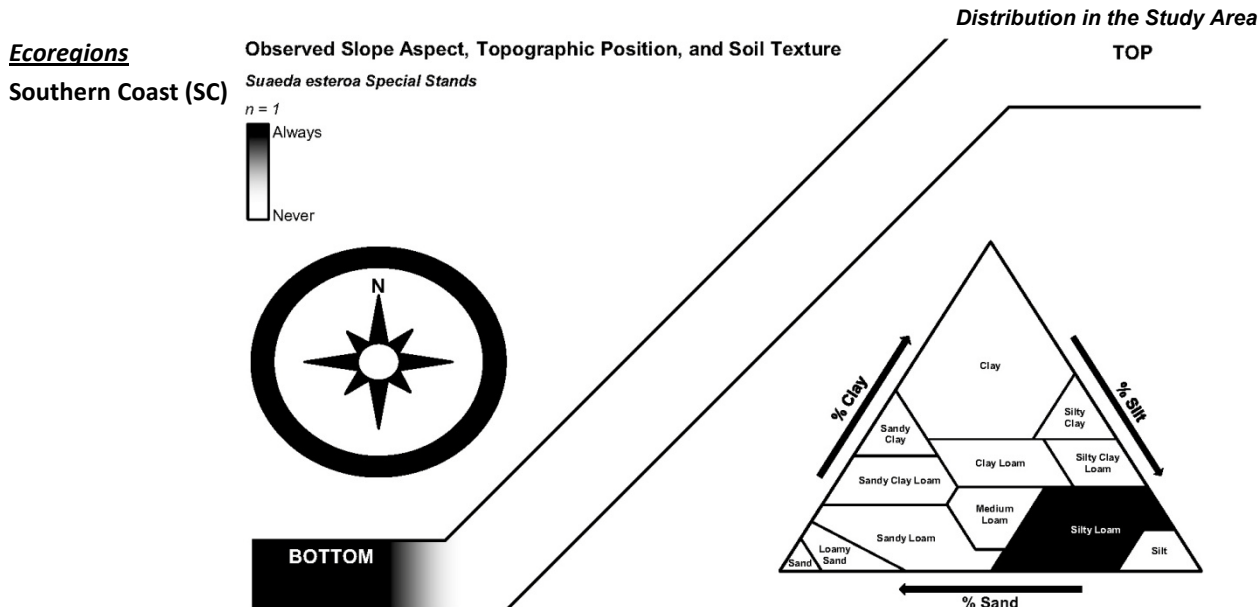 Distribution in the Study Area
Ecoregions
Southern Coast (SC)
Observed Slope Aspect, Topographic Position, and Soil Texture
Suaeda esteroa Special Stands
n = 1
Always
Never
TOP
N
BOTTOM
% Clay
% Silt
Clay
Silty
Clay
Sandy
Clay
Clay Loam
Silty Clay
Loam
Sandy Clay Loam
Medium
Loam
Silty Loam
Sandy Loam
Loamy
Sand
Sand
Silt
% Sand